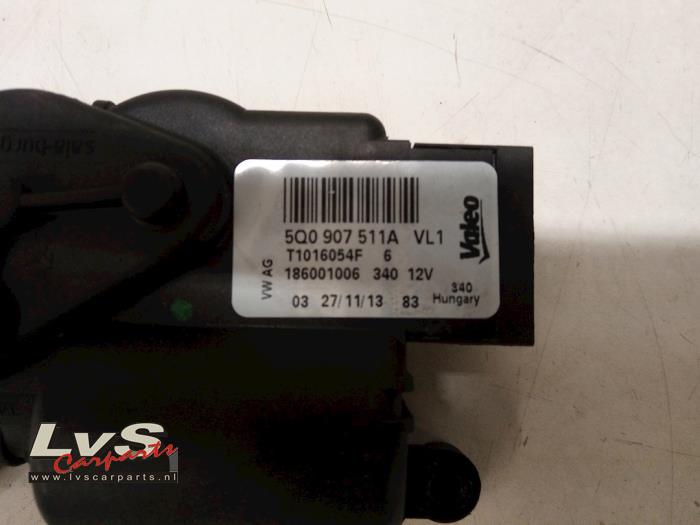 5Q0 907 511A VL1
T1016054F 6
186001006 340 12V
03 27/11/13 83
VW AG
Valeo
340
Hungary
LvS
Carparts
www.lvscarparts.nl